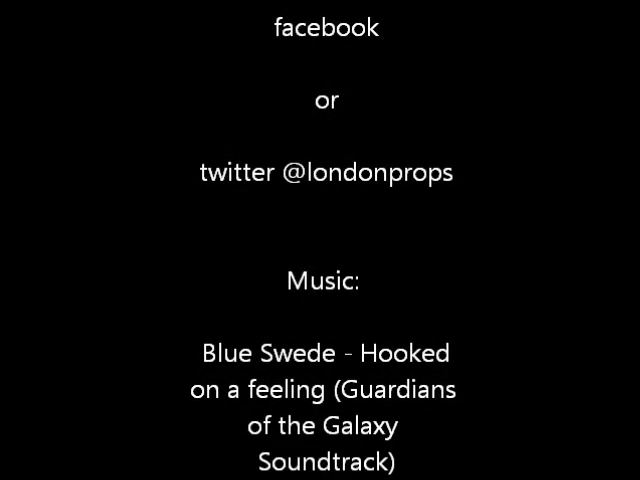 facebook
or
twitter @londonprops
Music:
Blue Swede - Hooked
on a feeling (Guardians
of the Galaxy
Soundtrack)